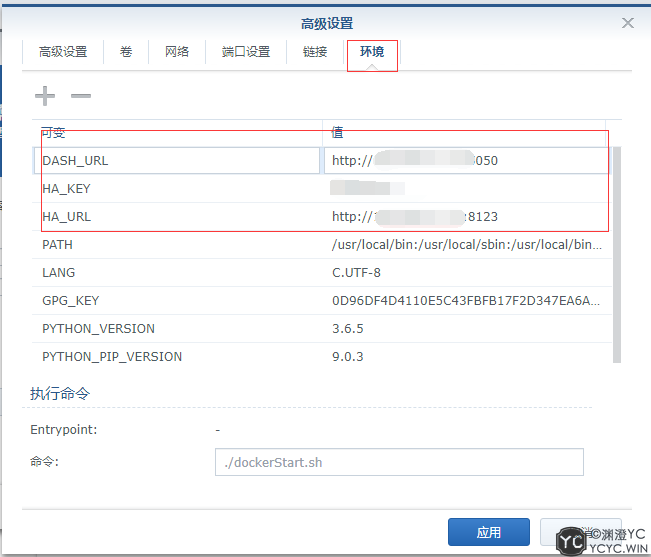 高级设置
高级设置 卷 网络 端口设置 链接 环境
可变 值
DASH_URL http:// 050
HA_KEY
HA_URL http:// :8123
PATH /usr/local/bin:/usr/local/sbin:/usr/local/bin...
LANG C.UTF-8
GPG_KEY 0D96DF4D4110E5C43FBFB17F2D347EA6A...
PYTHON_VERSION 3.6.5
PYTHON_PIP_VERSION 9.0.3
执行命令
Entrypoint: -
命令: ./dockerStart.sh
应用 消
YC ©渊澄YC
YCYC.WIN